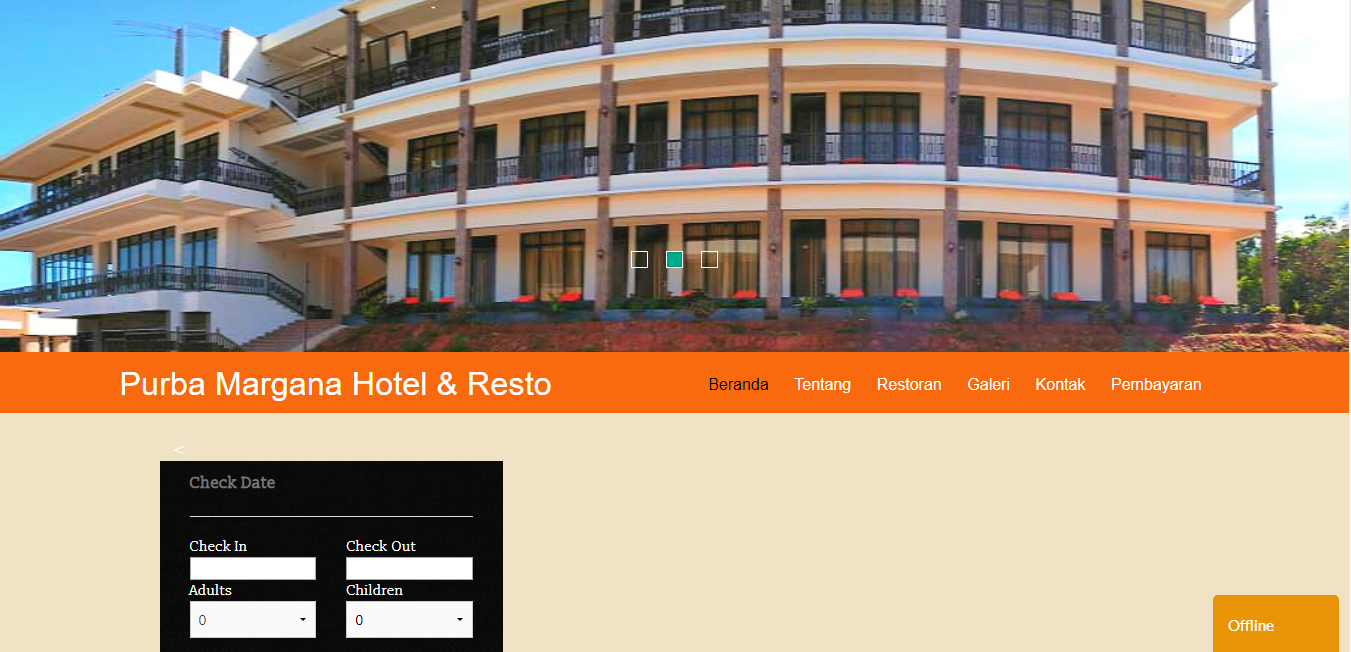 Purba Margana Hotel & Resto
Beranda Tentang Restoran Galeri Kontak Pembayaran
<
Check Date
Check In Check Out
Adults Children
0 0
Offline